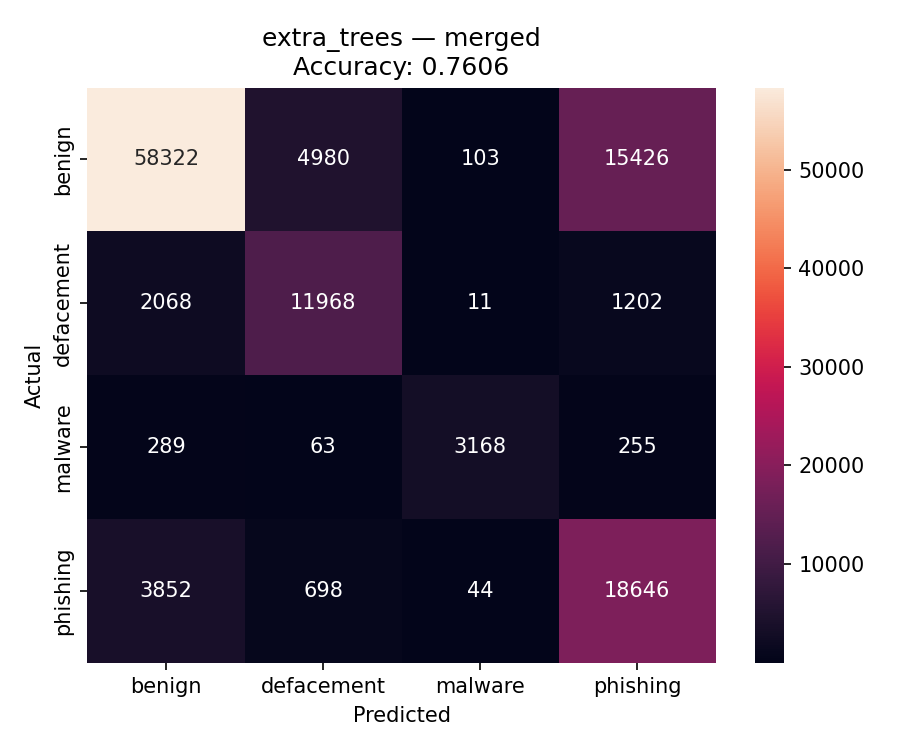 extra_trees — merged
Accuracy: 0.7606
benign 58322 4980 103 15426
defacement 2068 11968 11 1202
malware 289 63 3168 255
phishing 3852 698 44 18646
benign defacement malware phishing
Predicted
Actual
50000
40000
30000
20000
10000